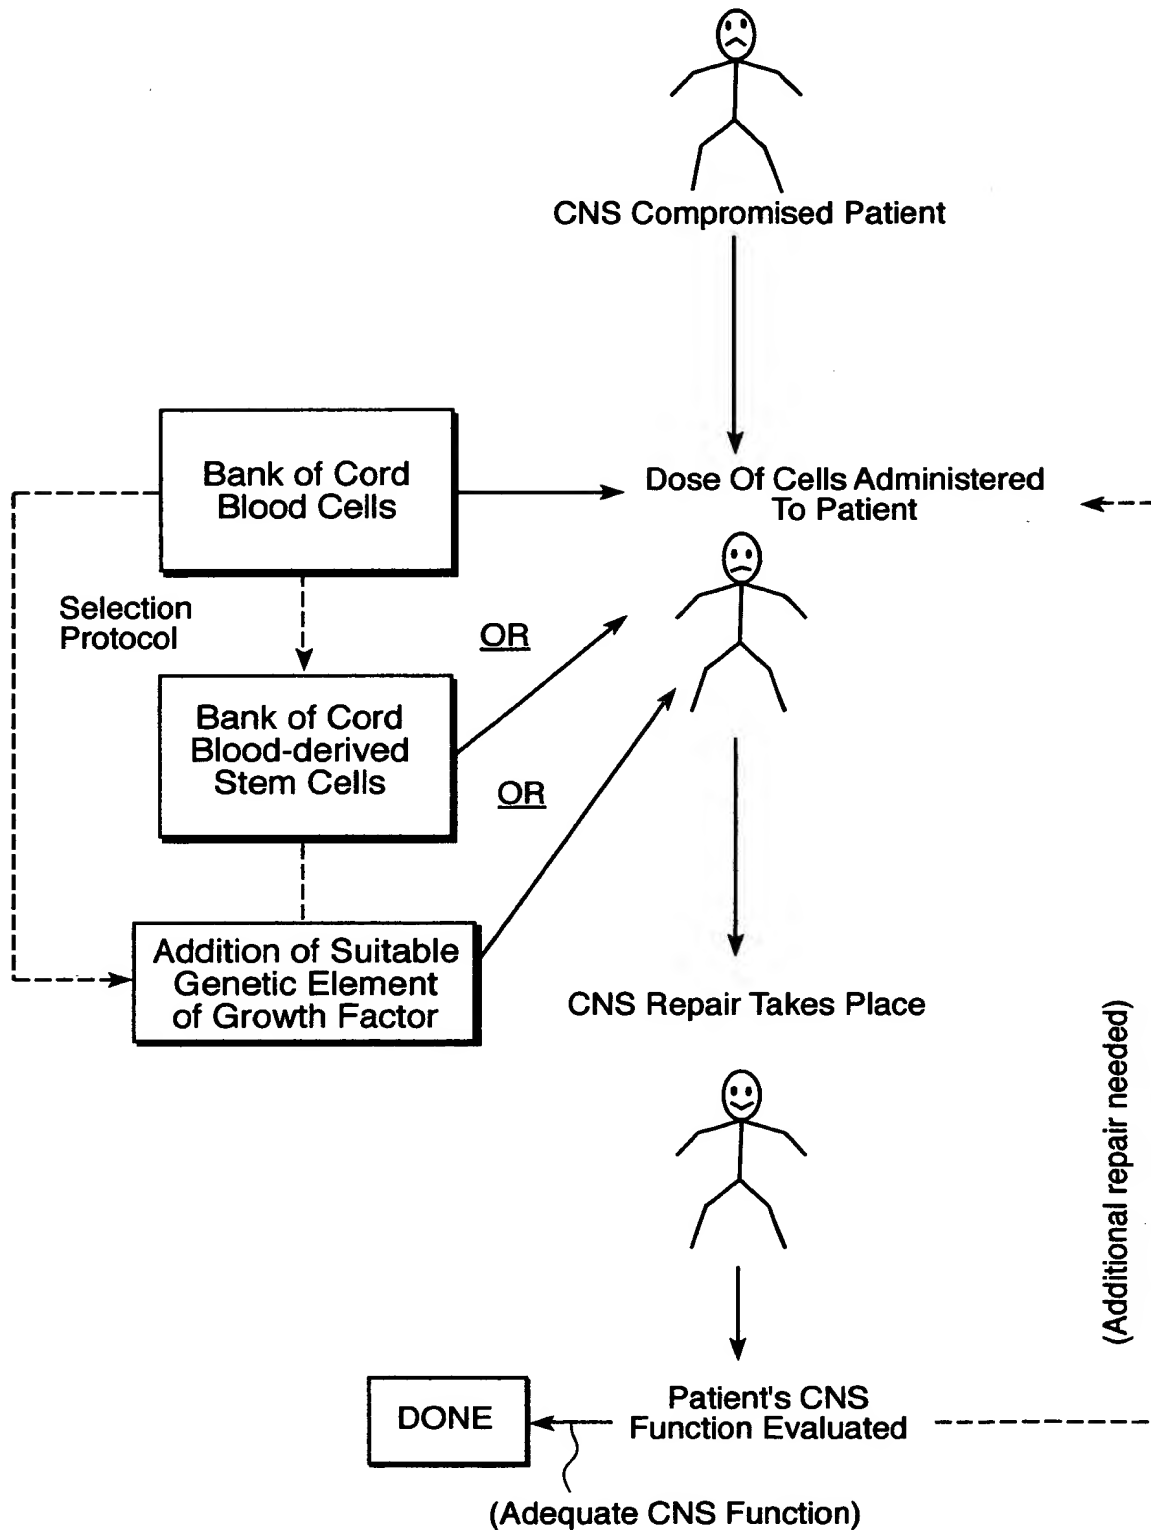 CNS Compromised Patient
Bank of Cord
Blood Cells
Dose Of Cells Administered
To Patient
Selection
Protocol
OR
Bank of Cord
Blood-derived
Stem Cells
OR
Addition of Suitable
Genetic Element
of Growth Factor
CNS Repair Takes Place
(Additional repair needed)
DONE
Patient's CNS
Function Evaluated
(Adequate CNS Function)